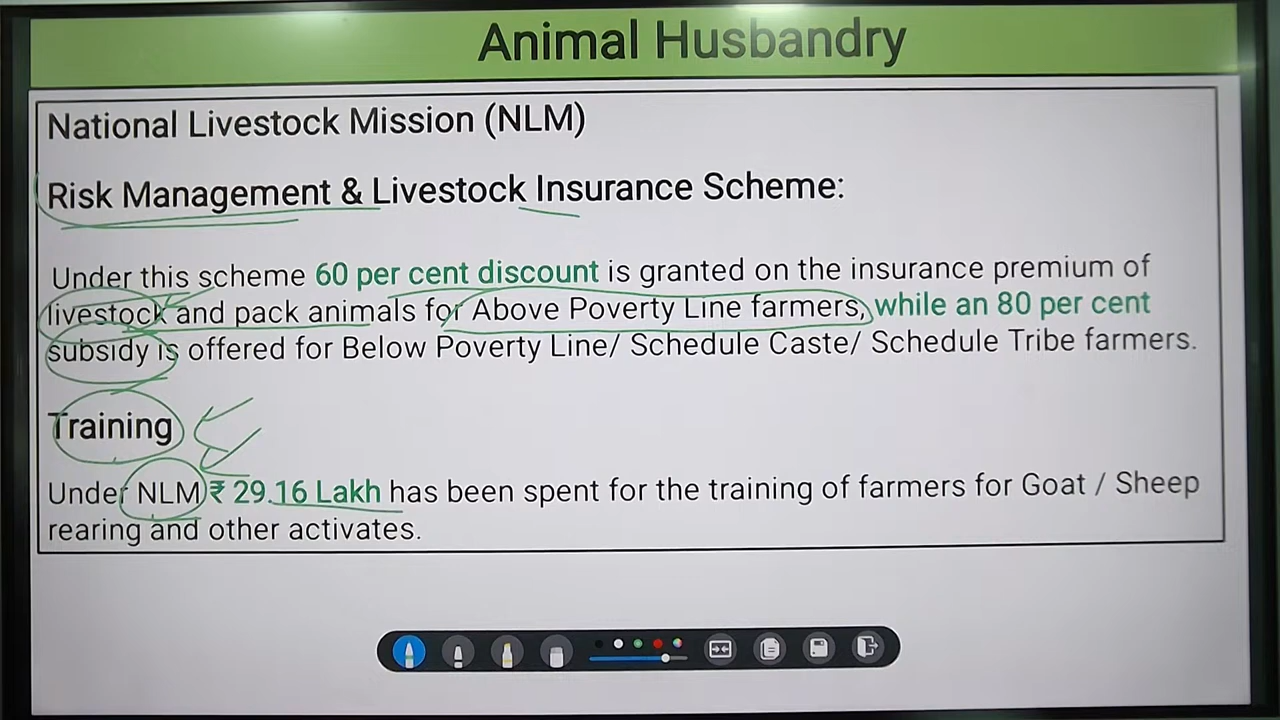 Animal Husbandry
National Livestock Mission (NLM)
Risk Management & Livestock Insurance Scheme:
Under this scheme 60 per cent discount is granted on the insurance premium of
livestock and pack animals for Above Poverty Line farmers, while an 80 per cent
subsidy is offered for Below Poverty Line/ Schedule Caste/ Schedule Tribe farmers.
Training
Under NLM ₹ 29.16 Lakh has been spent for the training of farmers for Goat / Sheep
rearing and other activates.